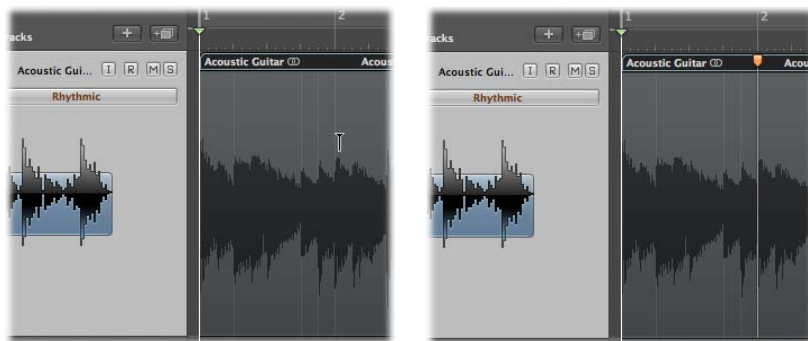 1 2
racks + +
Acoustic Gui... I R M S
Acoustic Guitar Acous
Rhythmic
1 2
racks + +
Acoustic Gui... I R M S
Acoustic Guitar Acou
Rhythmic